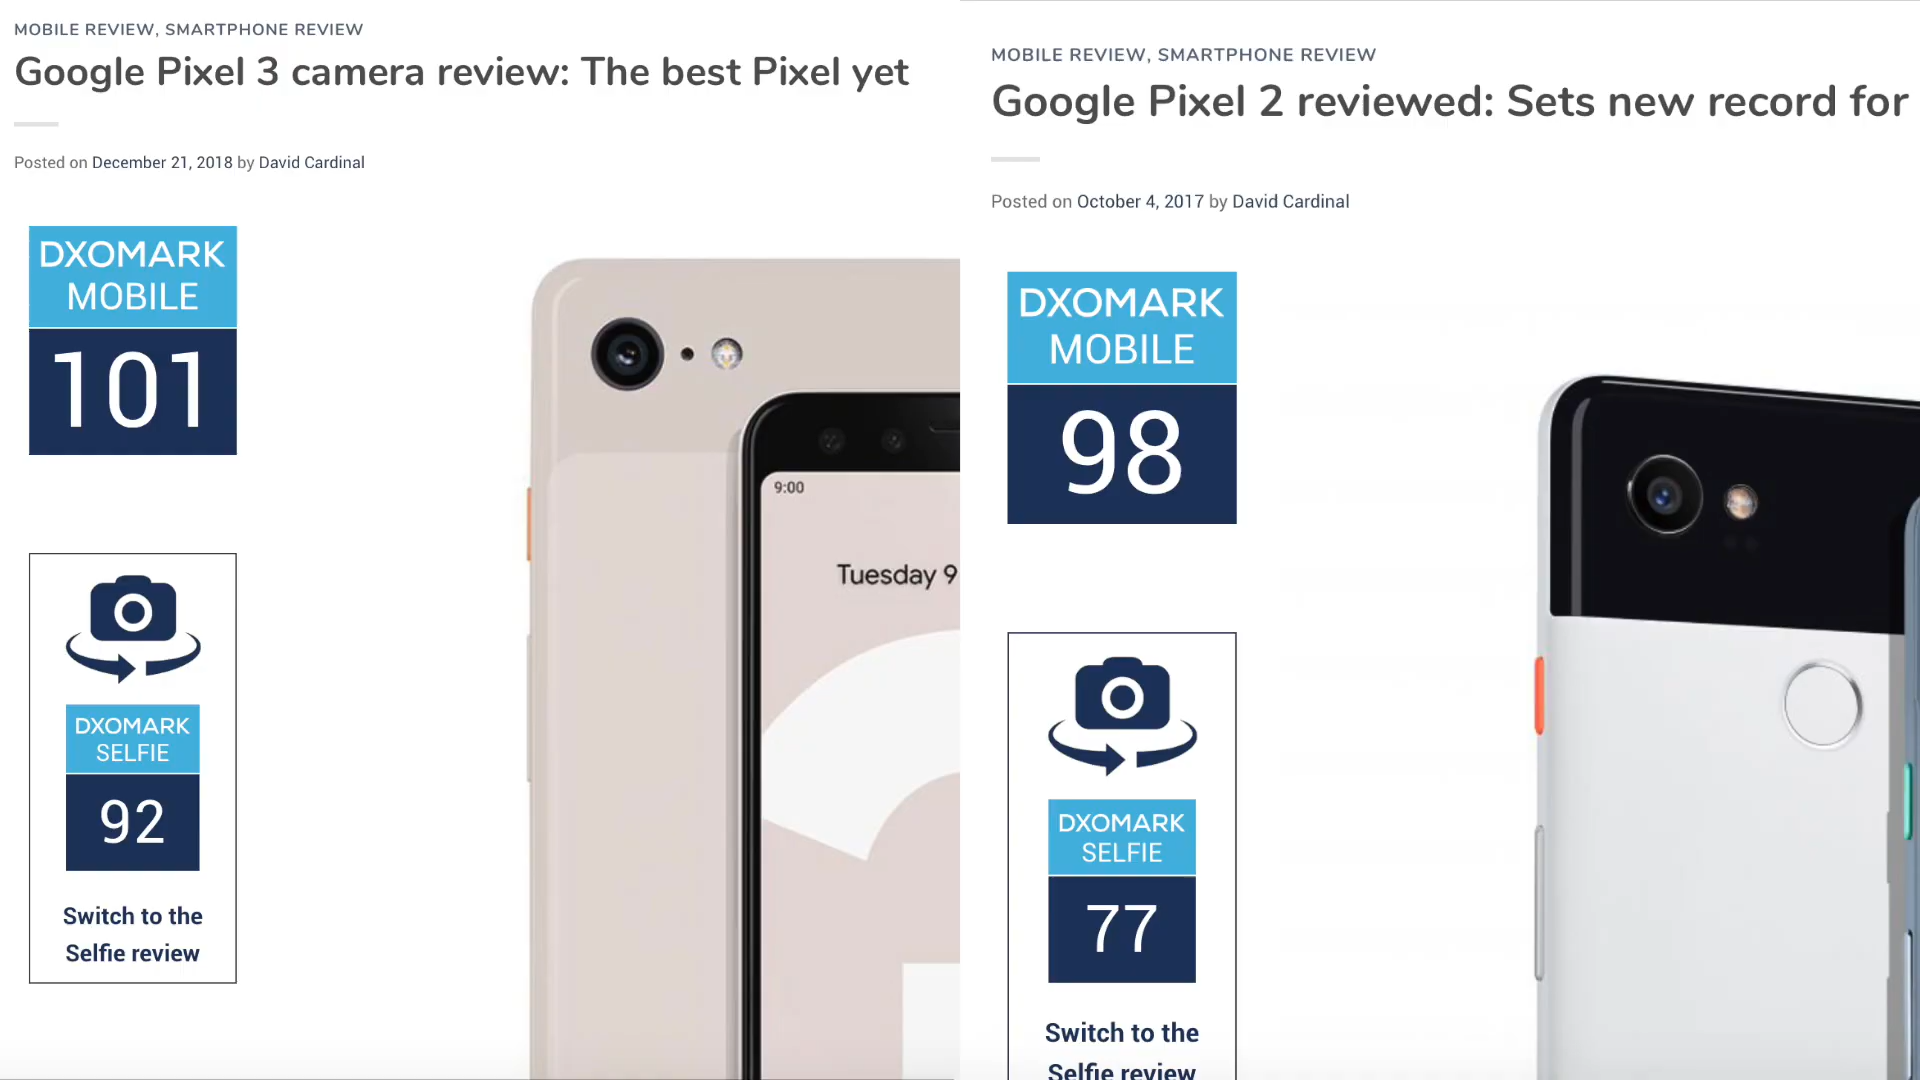 MOBILE REVIEW, SMARTPHONE REVIEW
Google Pixel 3 camera review: The best Pixel yet
Posted on December 21, 2018 by David Cardinal
DXOMARK
MOBILE
101
9:00
Tuesday 9
DXOMARK
SELFIE
92
Switch to the
Selfie review
MOBILE REVIEW, SMARTPHONE REVIEW
Google Pixel 2 reviewed: Sets new record for
Posted on October 4, 2017 by David Cardinal
DXOMARK
MOBILE
98
DXOMARK
SELFIE
77
Switch to the
Selfie review